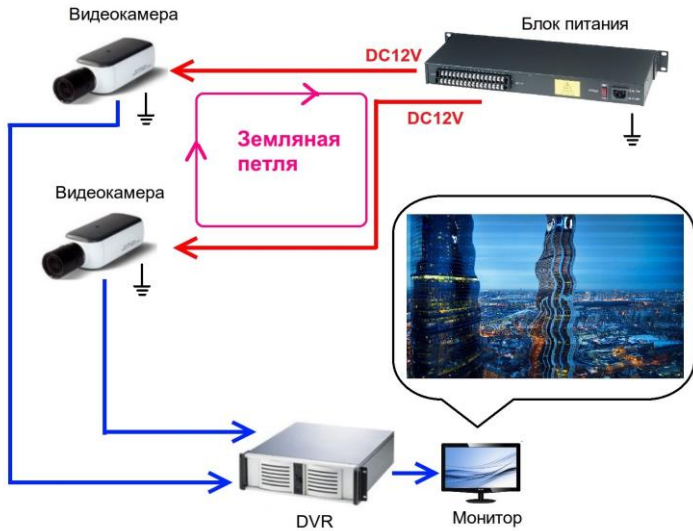 Видеокамера
Блок питания
DC12V
DC12V
Земляная
петля
Видеокамера
DVR
Монитор